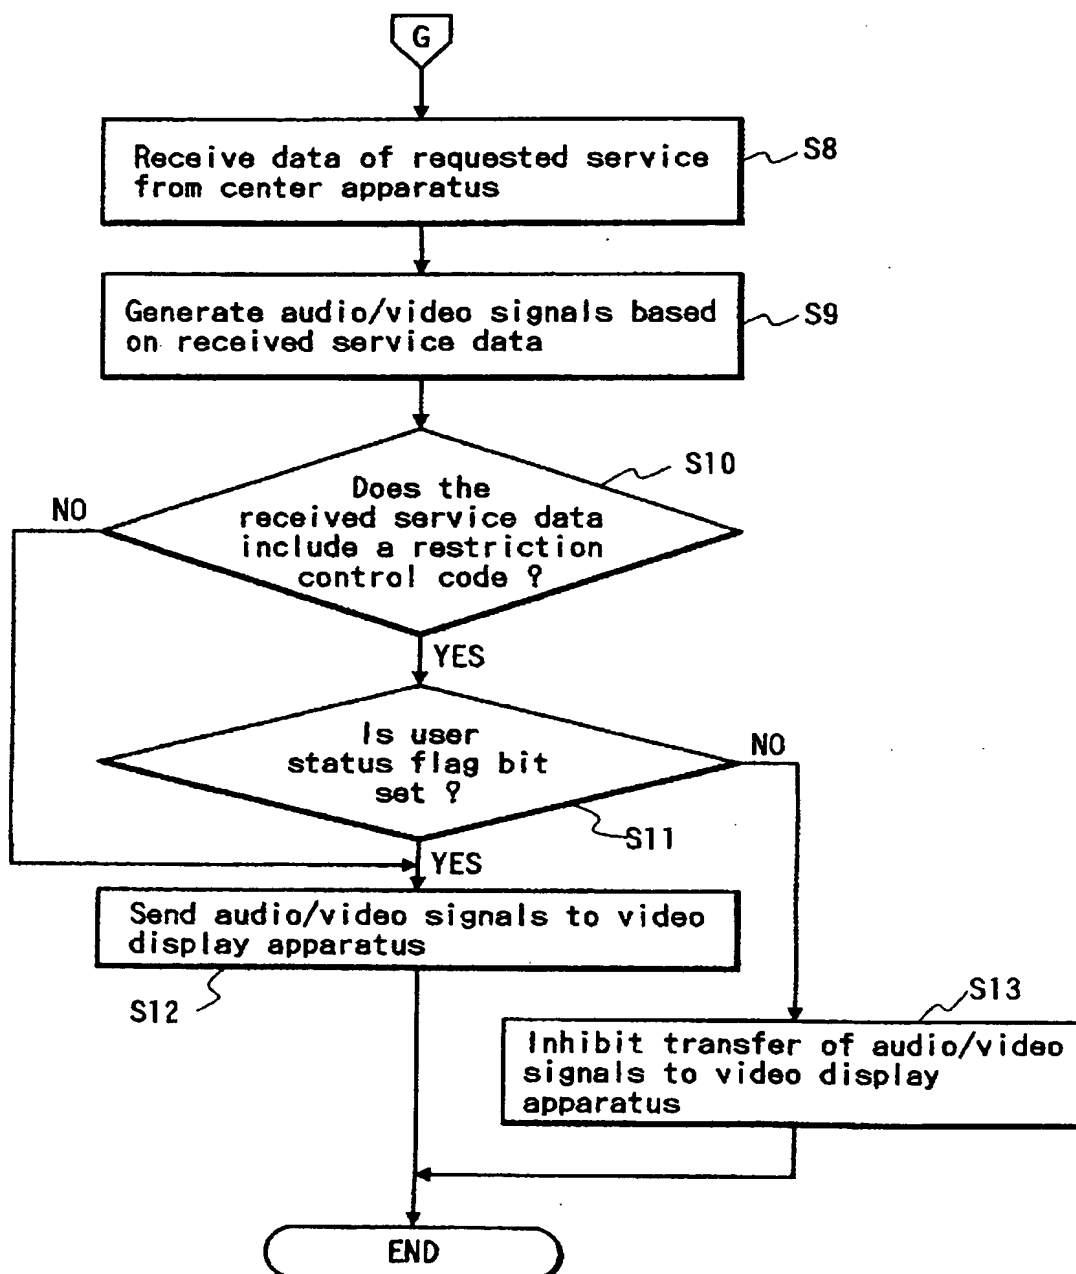 G
Receive data of requested service
from center apparatus
S8
Generate audio/video signals based
on received service data
S9
S10
Does the
received service data
include a restriction
control code ?
NO
YES
Is user
status flag bit
set ?
NO
S11
YES
Send audio/video signals to video
display apparatus
S12
S13
Inhibit transfer of audio/video
signals to video display
apparatus
END